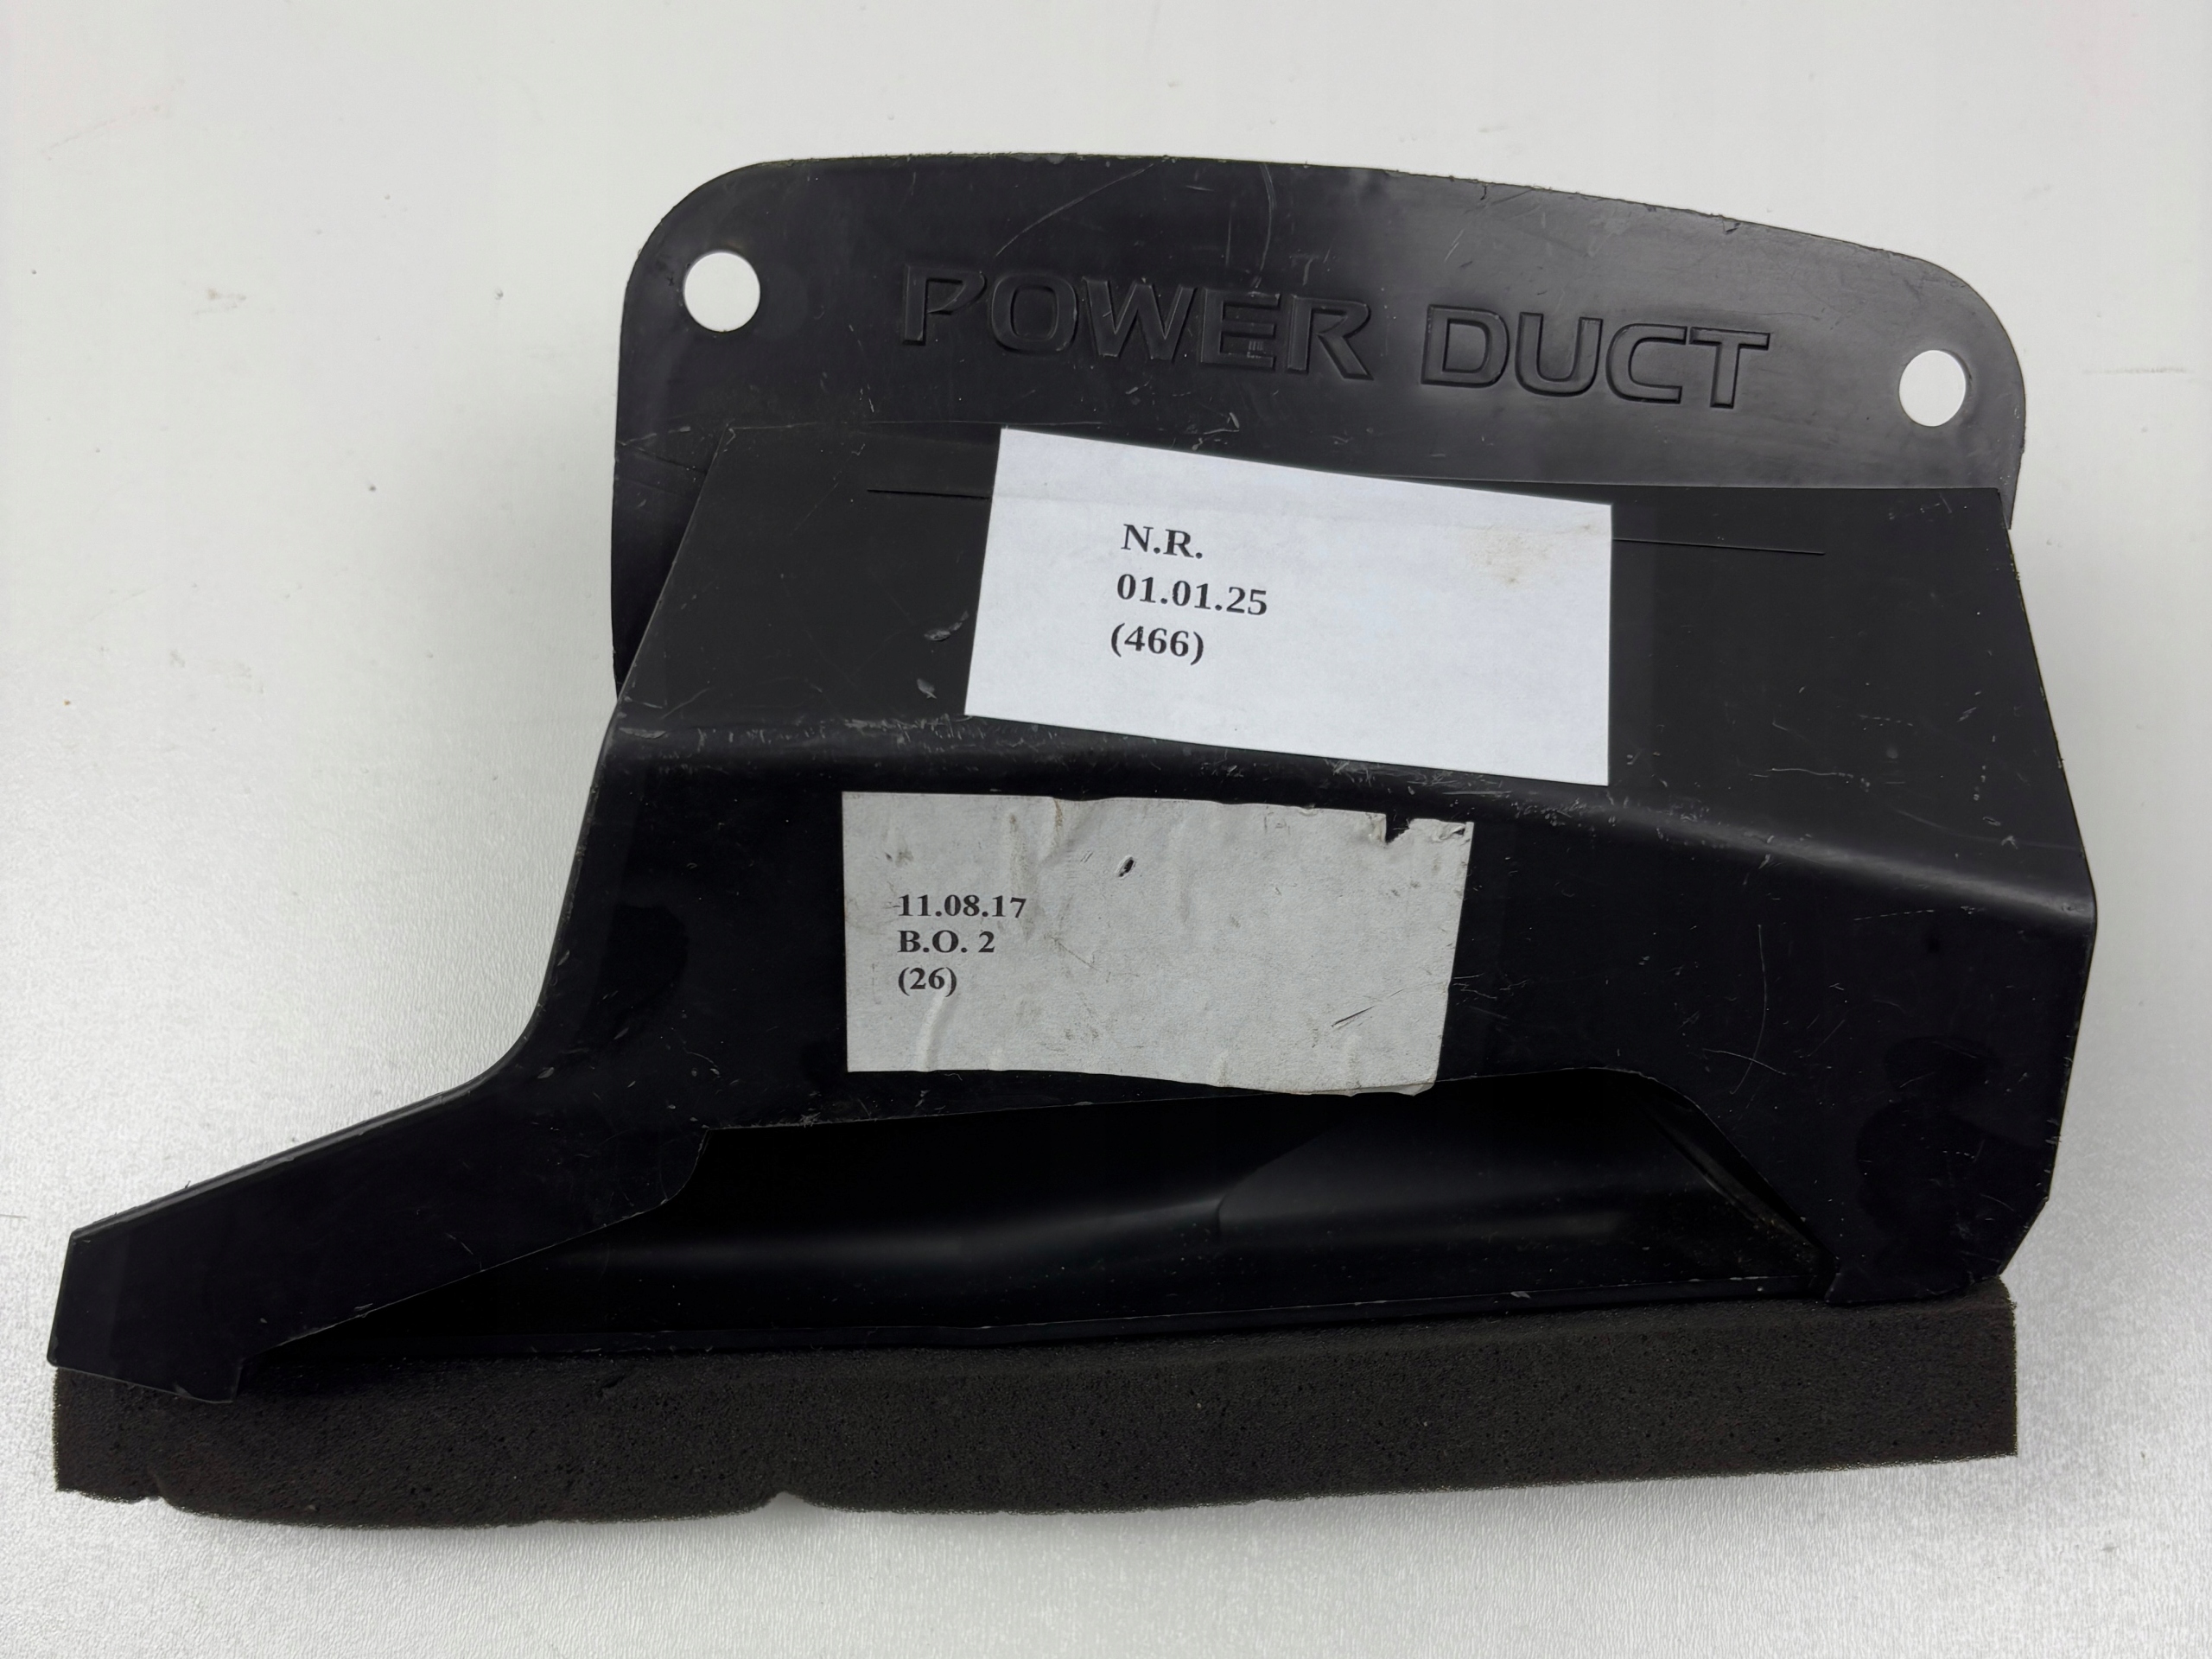 POWER DUCT
N.R.
01.01.25
(466)
11.08.17
B.O. 2
(26)